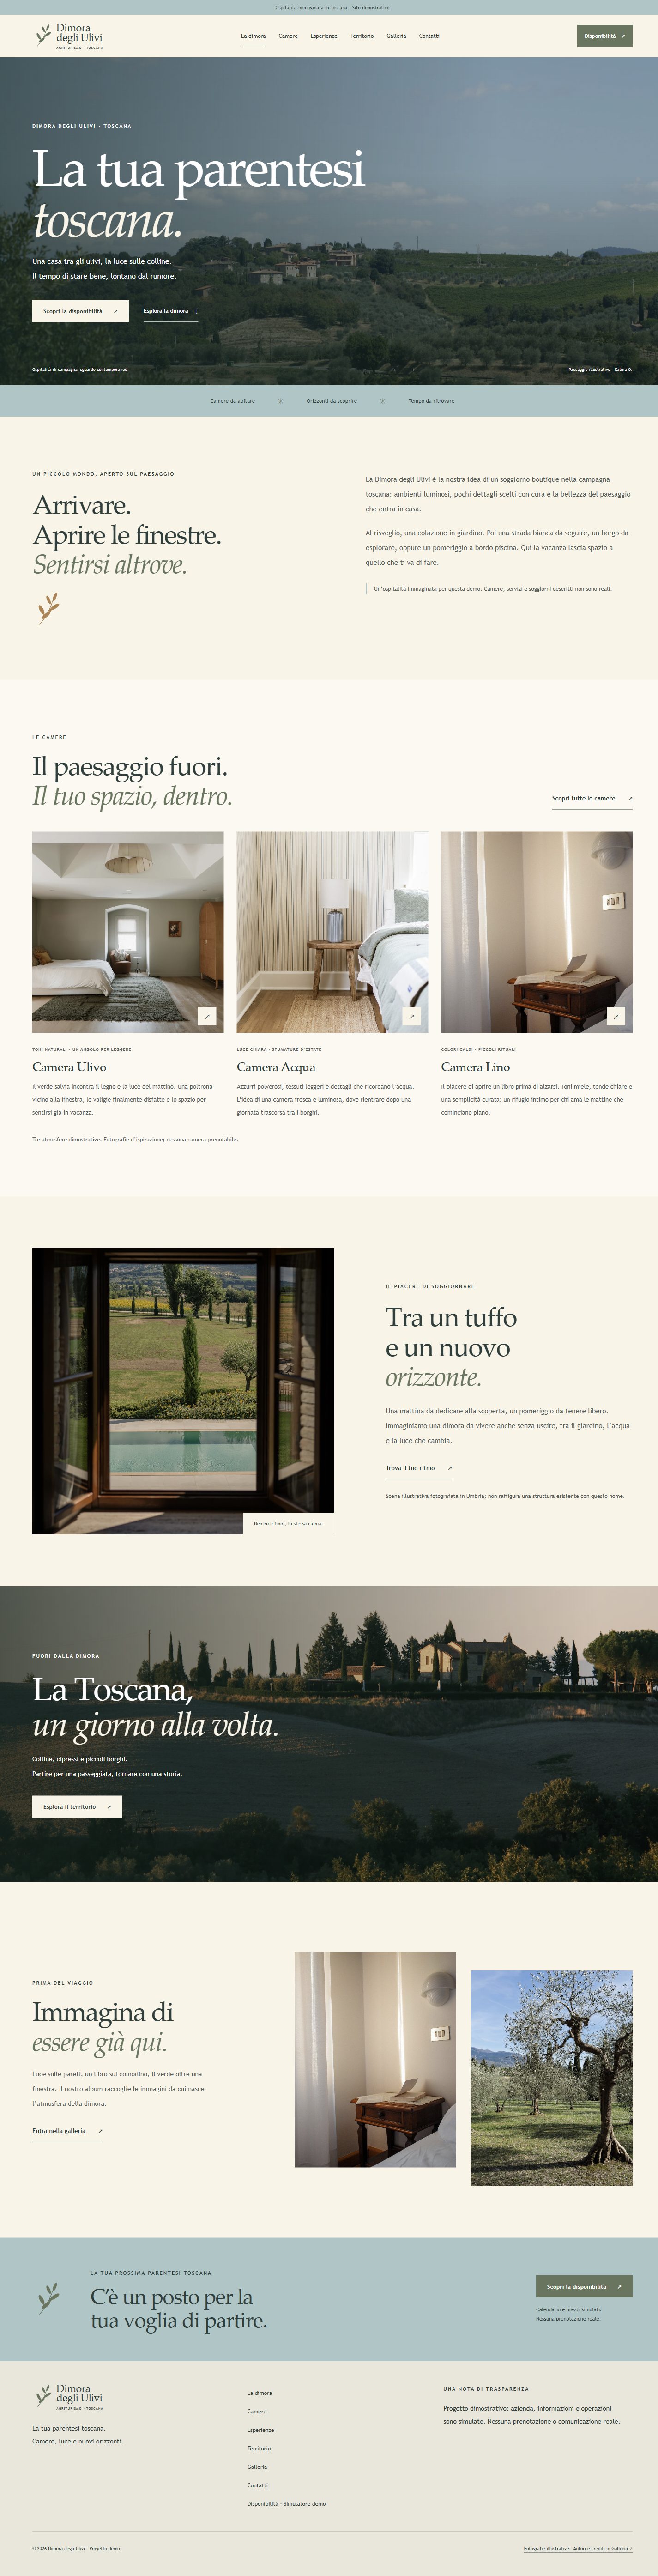 Ospitalità immaginata in Toscana · Sito dimostrativo
Dimora
degli Ulivi
AGRITURISMO · TOSCANA
La dimora
Camere
Esperienze
Territorio
Galleria
Contatti
Disponibilità ↗
DIMORA DEGLI ULIVI · TOSCANA
La tua parentesi
toscana.
Una casa tra gli ulivi, la luce sulle colline.
Il tempo di stare bene, lontano dal rumore.
Scopri la disponibilità ↗
Esplora la dimora ↓
Ospitalità di campagna, sguardo contemporaneo
Paesaggio illustrativo · Kalina O.
Camere da abitare
Orizzonti da scoprire
Tempo da ritrovare
UN PICCOLO MONDO, APERTO SUL PAESAGGIO
Arrivare.
Aprire le finestre.
Sentirsi altrove.
La Dimora degli Ulivi è la nostra idea di un soggiorno boutique nella campagna
toscana: ambienti luminosi, pochi dettagli scelti con cura e la bellezza del paesaggio
che entra in casa.
Al risveglio, una colazione in giardino. Poi una strada bianca da seguire, un borgo da
esplorare, oppure un pomeriggio a bordo piscina. Qui la vacanza lascia spazio a
quello che ti va di fare.
Un'ospitalità immaginata per questa demo. Camere, servizi e soggiorni descritti non sono reali.
LE CAMERE
Il paesaggio fuori.
Il tuo spazio, dentro.
Scopri tutte le camere ↗
↗
↗
↗
TONI NATURALI · UN ANGOLO PER LEGGERE
Camera Ulivo
Il verde salvia incontra il legno e la luce del mattino. Una poltrona
vicino alla finestra, le valigie finalmente disfatte e lo spazio per
sentirsi già in vacanza.
LUCE CHIARA · SFUMATURE D'ESTATE
Camera Acqua
Azzurri polverosi, tessuti leggeri e dettagli che ricordano l'acqua.
L'idea di una camera fresca e luminosa, dove rientrare dopo una
giornata trascorsa tra i borghi.
COLORI CALDI · PICCOLI RITUALI
Camera Lino
Il piacere di aprire un libro prima di alzarsi. Toni miele, tende chiare e
una semplicità curata: un rifugio intimo per chi ama le mattine che
cominciano piano.
Tre atmosfere dimostrative. Fotografie d'ispirazione; nessuna camera prenotabile.
Dentro e fuori, la stessa calma.
IL PIACERE DI SOGGIORNARE
Tra un tuffo
e un nuovo
orizzonte.
Una mattina da dedicare alla scoperta, un pomeriggio da tenere libero.
Immaginiamo una dimora da vivere anche senza uscire, tra il giardino, l'acqua
e la luce che cambia.
Trova il tuo ritmo ↗
Scena illustrativa fotografata in Umbria; non raffigura una struttura esistente con questo nome.
FUORI DALLA DIMORA
La Toscana,
un giorno alla volta.
Colline, cipressi e piccoli borghi.
Partire per una passeggiata, tornare con una storia.
Esplora il territorio ↗
PRIMA DEL VIAGGIO
Immagina di
essere già qui.
Luce sulle pareti, un libro sul comodino, il verde oltre una
finestra. Il nostro album raccoglie le immagini da cui nasce
l'atmosfera della dimora.
Entra nella galleria ↗
LA TUA PROSSIMA PARENTESI TOSCANA
C'è un posto per la
tua voglia di partire.
Scopri la disponibilità ↗
Calendario e prezzi simulati.
Nessuna prenotazione reale.
Dimora
degli Ulivi
AGRITURISMO · TOSCANA
La tua parentesi toscana.
Camere, luce e nuovi orizzonti.
La dimora
Camere
Esperienze
Territorio
Galleria
Contatti
Disponibilità · Simulatore demo
UNA NOTA DI TRASPARENZA
Progetto dimostrativo: azienda, informazioni e operazioni
sono simulate. Nessuna prenotazione o comunicazione reale.
© 2026 Dimora degli Ulivi · Progetto demo
Fotografie illustrative · Autori e crediti in Galleria ↗